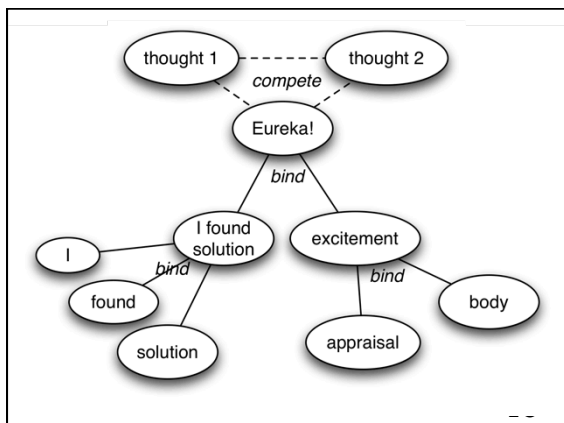 thought 1
thought 2
compete
Eureka!
bind
I found
solution
excitement
I
bind
bind
found
body
solution
appraisal